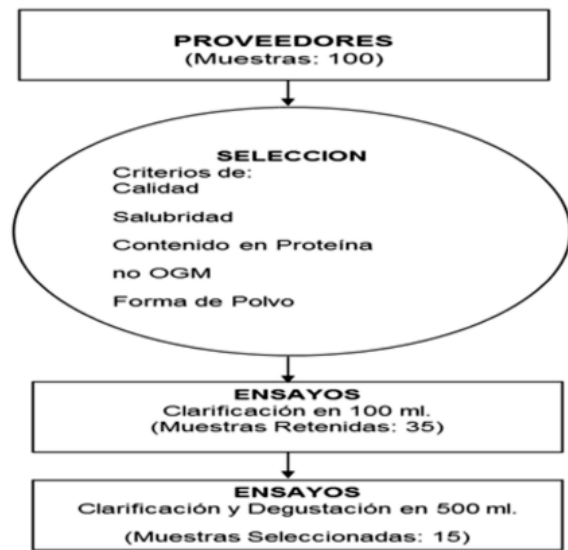 PROVEEDORES
(Muestras: 100)
SELECCION
Criterios de:
Calidad
Salubridad
Contenido en Proteína
no OGM
Forma de Polvo
ENSAYOS
Clarificación en 100 ml.
(Muestras Retenidas: 35)
ENSAYOS
Clarificación y Degustación en 500 ml.
(Muestras Seleccionadas: 15)